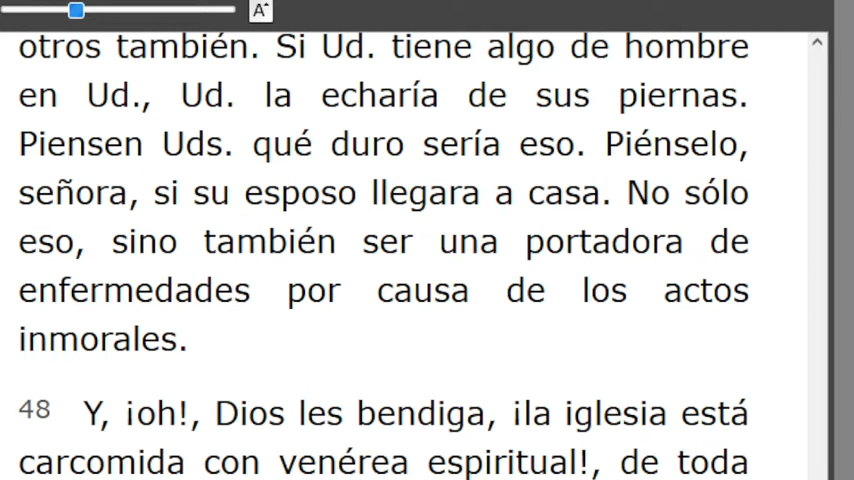 A
otros también. Si Ud. tiene algo de hombre
en Ud., Ud. la echaría de sus piernas.
Piensen Uds. qué duro sería eso. Piénselo,
señora, si su esposo llegara a casa. No sólo
eso, sino también ser una portadora de
enfermedades por causa de los actos
inmorales.
48 Y, ¡oh!, Dios les bendiga, ¡la iglesia está
carcomida con venérea espiritual!, de toda